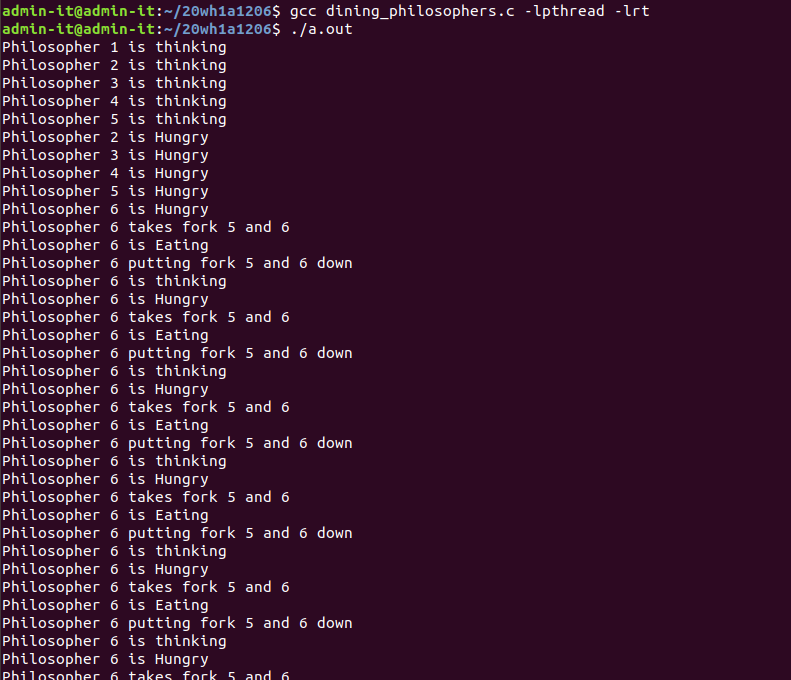 admin-it@admin-it:~/20wh1a1206$ gcc dining_philosophers.c -lpthread -lrt
admin-it@admin-it:~/20wh1a1206$ ./a.out
Philosopher 1 is thinking
Philosopher 2 is thinking
Philosopher 3 is thinking
Philosopher 4 is thinking
Philosopher 5 is thinking
Philosopher 2 is Hungry
Philosopher 3 is Hungry
Philosopher 4 is Hungry
Philosopher 5 is Hungry
Philosopher 6 is Hungry
Philosopher 6 takes fork 5 and 6
Philosopher 6 is Eating
Philosopher 6 putting fork 5 and 6 down
Philosopher 6 is thinking
Philosopher 6 is Hungry
Philosopher 6 takes fork 5 and 6
Philosopher 6 is Eating
Philosopher 6 putting fork 5 and 6 down
Philosopher 6 is thinking
Philosopher 6 is Hungry
Philosopher 6 takes fork 5 and 6
Philosopher 6 is Eating
Philosopher 6 putting fork 5 and 6 down
Philosopher 6 is thinking
Philosopher 6 is Hungry
Philosopher 6 takes fork 5 and 6
Philosopher 6 is Eating
Philosopher 6 putting fork 5 and 6 down
Philosopher 6 is thinking
Philosopher 6 is Hungry
Philosopher 6 takes fork 5 and 6
Philosopher 6 is Eating
Philosopher 6 putting fork 5 and 6 down
Philosopher 6 is thinking
Philosopher 6 is Hungry
Philosopher 6 takes fork 5 and 6